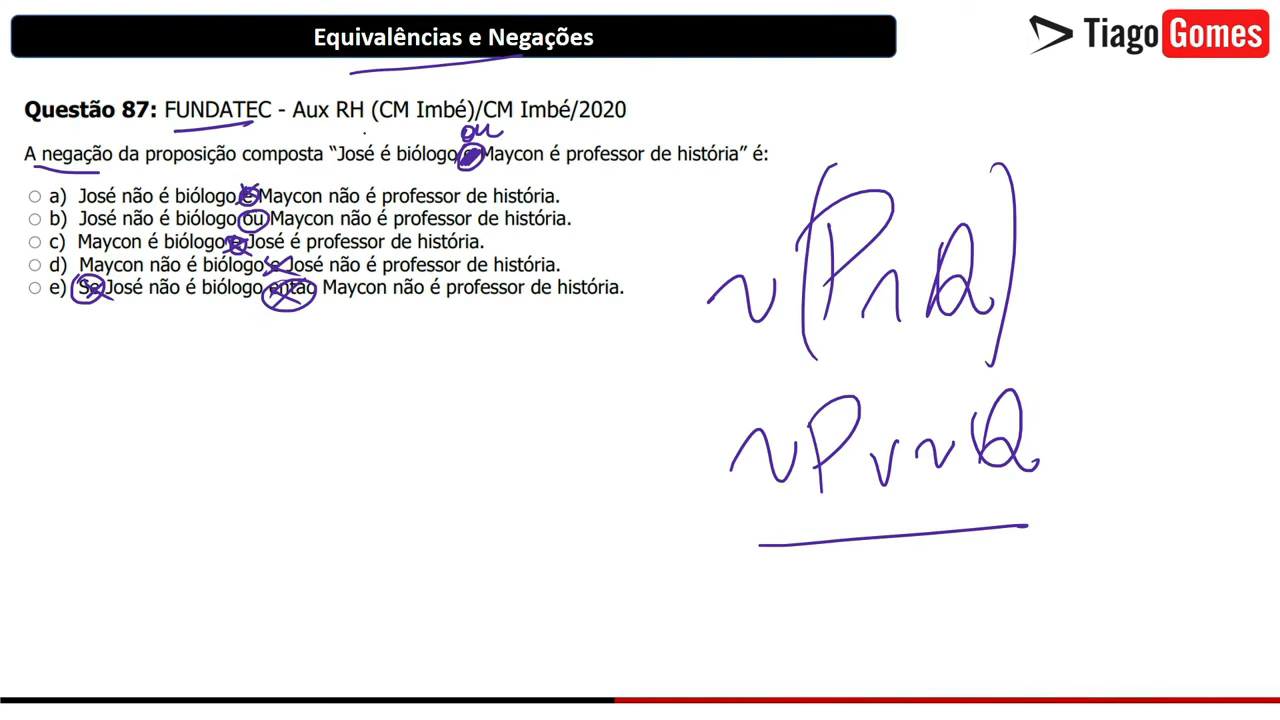 Equivalências e Negações
Tiago Gomes
Questão 87: FUNDATEC - Aux RH (CM Imbé)/CM Imbé/2020
ou
A negação da proposição composta “José é biólogo e Maycon é professor de história” é:
a) José não é biólogo e Maycon não é professor de história.
b) José não é biólogo ou Maycon não é professor de história.
c) Maycon é biólogo e José é professor de história.
d) Maycon não é biólogo e José não é professor de história.
e) Se José não é biólogo, então Maycon não é professor de história.
~(P∧Q)
~P∨~Q